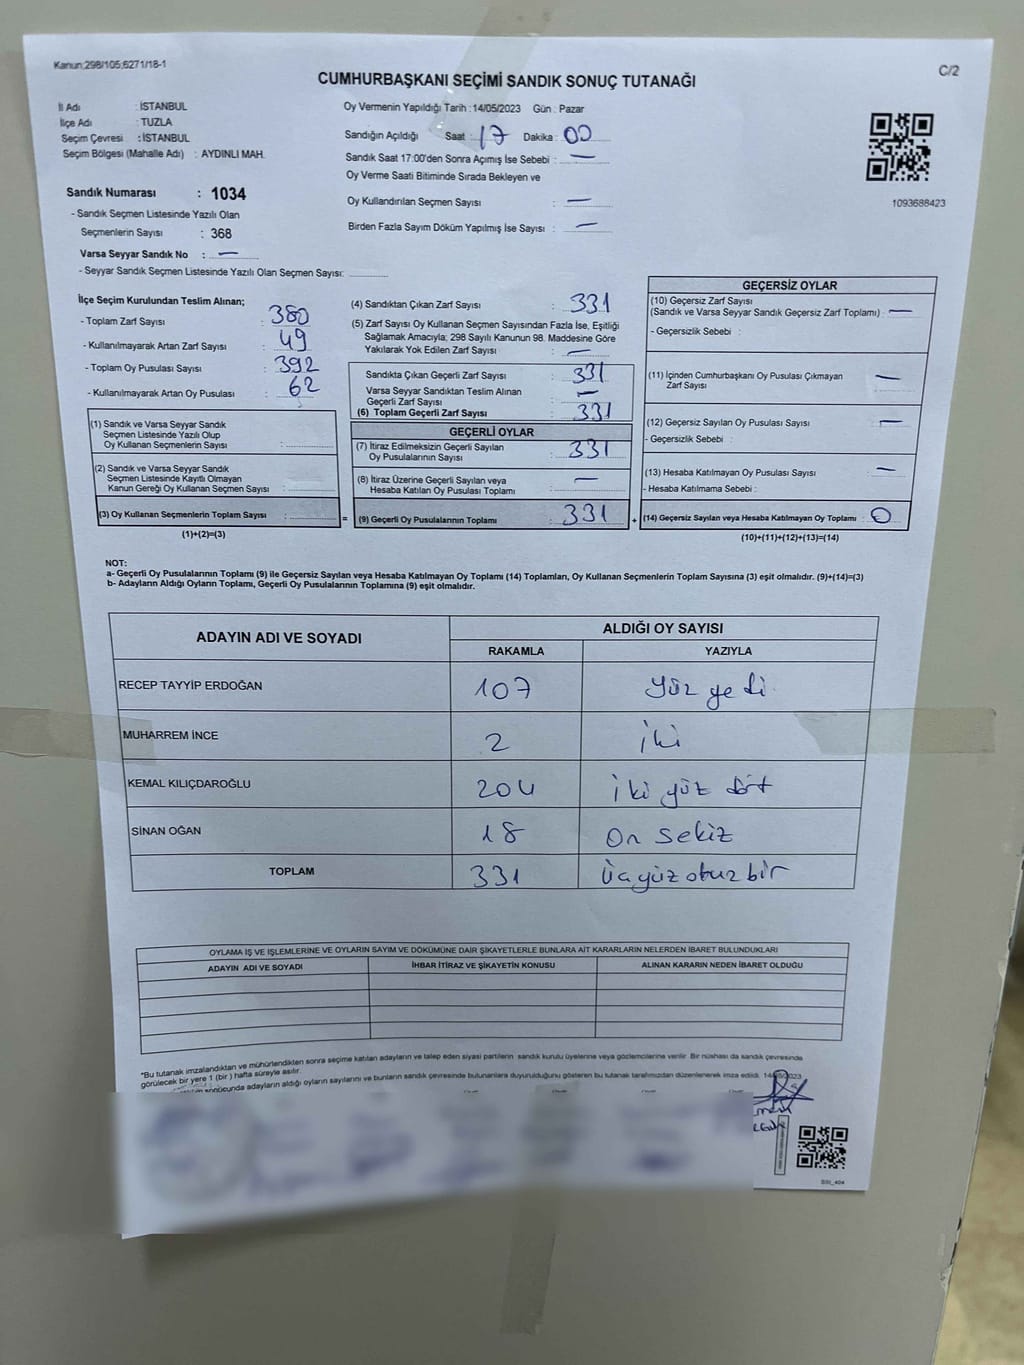 Kanun;298/105;6271/18-1
C/2
CUMHURBAŞKANI SEÇİMİ SANDIK SONUÇ TUTANAĞI
İl Adı : İSTANBUL
İlçe Adı : TUZLA
Seçim Çevresi : İSTANBUL
Seçim Bölgesi (Mahalle Adı) : AYDINLI MAH.
Oy Vermenin Yapıldığı Tarih : 14/05/2023 Gün : Pazar
Sandığın Açıldığı Saat : 17 Dakika : 00
Sandık Saat 17:00'den Sonra Açımış İse Sebebi : —
Oy Verme Saati Bitiminde Sırada Bekleyen ve
Oy Kullandırılan Seçmen Sayısı : —
Birden Fazla Sayım Döküm Yapılmış İse Sayısı : —
1093688423
Sandık Numarası : 1034
- Sandık Seçmen Listesinde Yazılı Olan
Seçmenlerin Sayısı : 368
Varsa Seyyar Sandık No : —
- Seyyar Sandık Seçmen Listesinde Yazılı Olan Seçmen Sayısı:
İlçe Seçim Kurulundan Teslim Alınan;
- Toplam Zarf Sayısı : 380
- Kullanılmayarak Artan Zarf Sayısı : 49
- Toplam Oy Pusulası Sayısı : 392
- Kullanılmayarak Artan Oy Pusulası : 62
(1) Sandık ve Varsa Seyyar Sandık
Seçmen Listesinde Yazılı Olup
Oy Kullanan Seçmenlerin Sayısı :
(2) Sandık ve Varsa Seyyar Sandık
Seçmen Listesinde Kayıtlı Olmayan
Kanun Gereği Oy Kullanan Seçmen Sayısı :
(3) Oy Kullanan Seçmenlerin Toplam Sayısı :
(1)+(2)=(3)
=
(4) Sandıktan Çıkan Zarf Sayısı : 331
(5) Zarf Sayısı Oy Kullanan Seçmen Sayısından Fazla İse, Eşitliği
Sağlamak Amacıyla; 298 Sayılı Kanunun 98. Maddesine Göre
Yakılarak Yok Edilen Zarf Sayısı : —
Sandıkta Çıkan Geçerli Zarf Sayısı : 331
Varsa Seyyar Sandıktan Teslim Alınan
Geçerli Zarf Sayısı : —
(6) Toplam Geçerli Zarf Sayısı : 331
GEÇERLİ OYLAR
(7) İtiraz Edilmeksizin Geçerli Sayılan
Oy Pusulalarının Sayısı : 331
(8) İtiraz Üzerine Geçerli Sayılan veya
Hesaba Katılan Oy Pusulası Toplamı : —
(9) Geçerli Oy Pusulalarının Toplamı : 331
+
GEÇERSİZ OYLAR
(10) Geçersiz Zarf Sayısı
(Sandık ve Varsa Seyyar Sandık Geçersiz Zarf Toplamı) : —
- Geçersizlik Sebebi :
(11) İçinden Cumhurbaşkanı Oy Pusulası Çıkmayan
Zarf Sayısı : —
(12) Geçersiz Sayılan Oy Pusulası Sayısı : —
- Geçersizlik Sebebi :
(13) Hesaba Katılmayan Oy Pusulası Sayısı : —
- Hesaba Katılmama Sebebi :
(14) Geçersiz Sayılan veya Hesaba Katılmayan Oy Toplamı : 0
(10)+(11)+(12)+(13)=(14)
NOT:
a- Geçerli Oy Pusulalarının Toplamı (9) ile Geçersiz Sayılan veya Hesaba Katılmayan Oy Toplamı (14) Toplamları, Oy Kullanan Seçmenlerin Toplam Sayısına (3) eşit olmalıdır. (9)+(14)=(3)
b- Adayların Aldığı Oyların Toplamı, Geçerli Oy Pusulalarının Toplamına (9) eşit olmalıdır.
ADAYIN ADI VE SOYADI
ALDIĞI OY SAYISI
RAKAMLA YAZIYLA
RECEP TAYYİP ERDOĞAN 107 Yüz yedi
MUHARREM İNCE 2 iki
KEMAL KILIÇDAROĞLU 204 iki yüz dört
SİNAN OĞAN 18 On sekiz
TOPLAM 331 Üçyüz otuz bir
OYLAMA İŞ VE İŞLEMLERİNE VE OYLARIN SAYIM VE DÖKÜMÜNE DAİR ŞİKAYETLERLE BUNLARA AİT KARARLARIN NELERDEN İBARET BULUNDUKLARI
ADAYIN ADI VE SOYADI İHBAR İTİRAZ VE ŞİKAYETİN KONUSU ALINAN KARARIN NEDEN İBARET OLDUĞU
*Bu tutanak imzalandıktan ve mühürlendikten sonra seçime katılan adayların ve talep eden siyasi partilerin sandık kurulu üyelerine veya gözlemcilerine verilir. Bir nüshası da sandık çevresinde
görülecek bir yere 1 (bir ) hafta süreyle asılır.
sonucunda adayların aldığı oyların sayılarını ve bunların sandık çevresinde bulunanlara duyurulduğunu gösteren bu tutanak tarafımızdan düzenlenerek imza edildi.